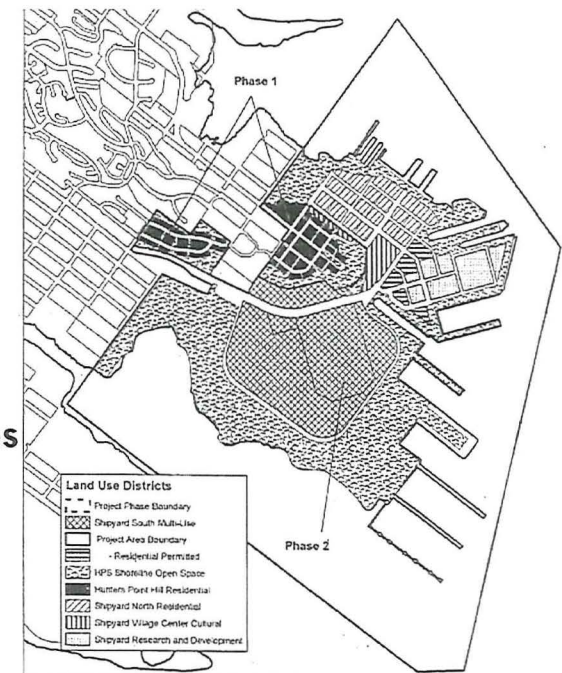 Phase 1
S
Land Use Districts
Project Phase Boundary
Shipyard South Multi-Use
Project Area Boundary
- Residential Permitted
HPS Shoreline Open Space
Hunters Point Hill Residential
Shipyard North Residential
Shipyard Village Center Cultural
Shipyard Research and Development
Phase 2